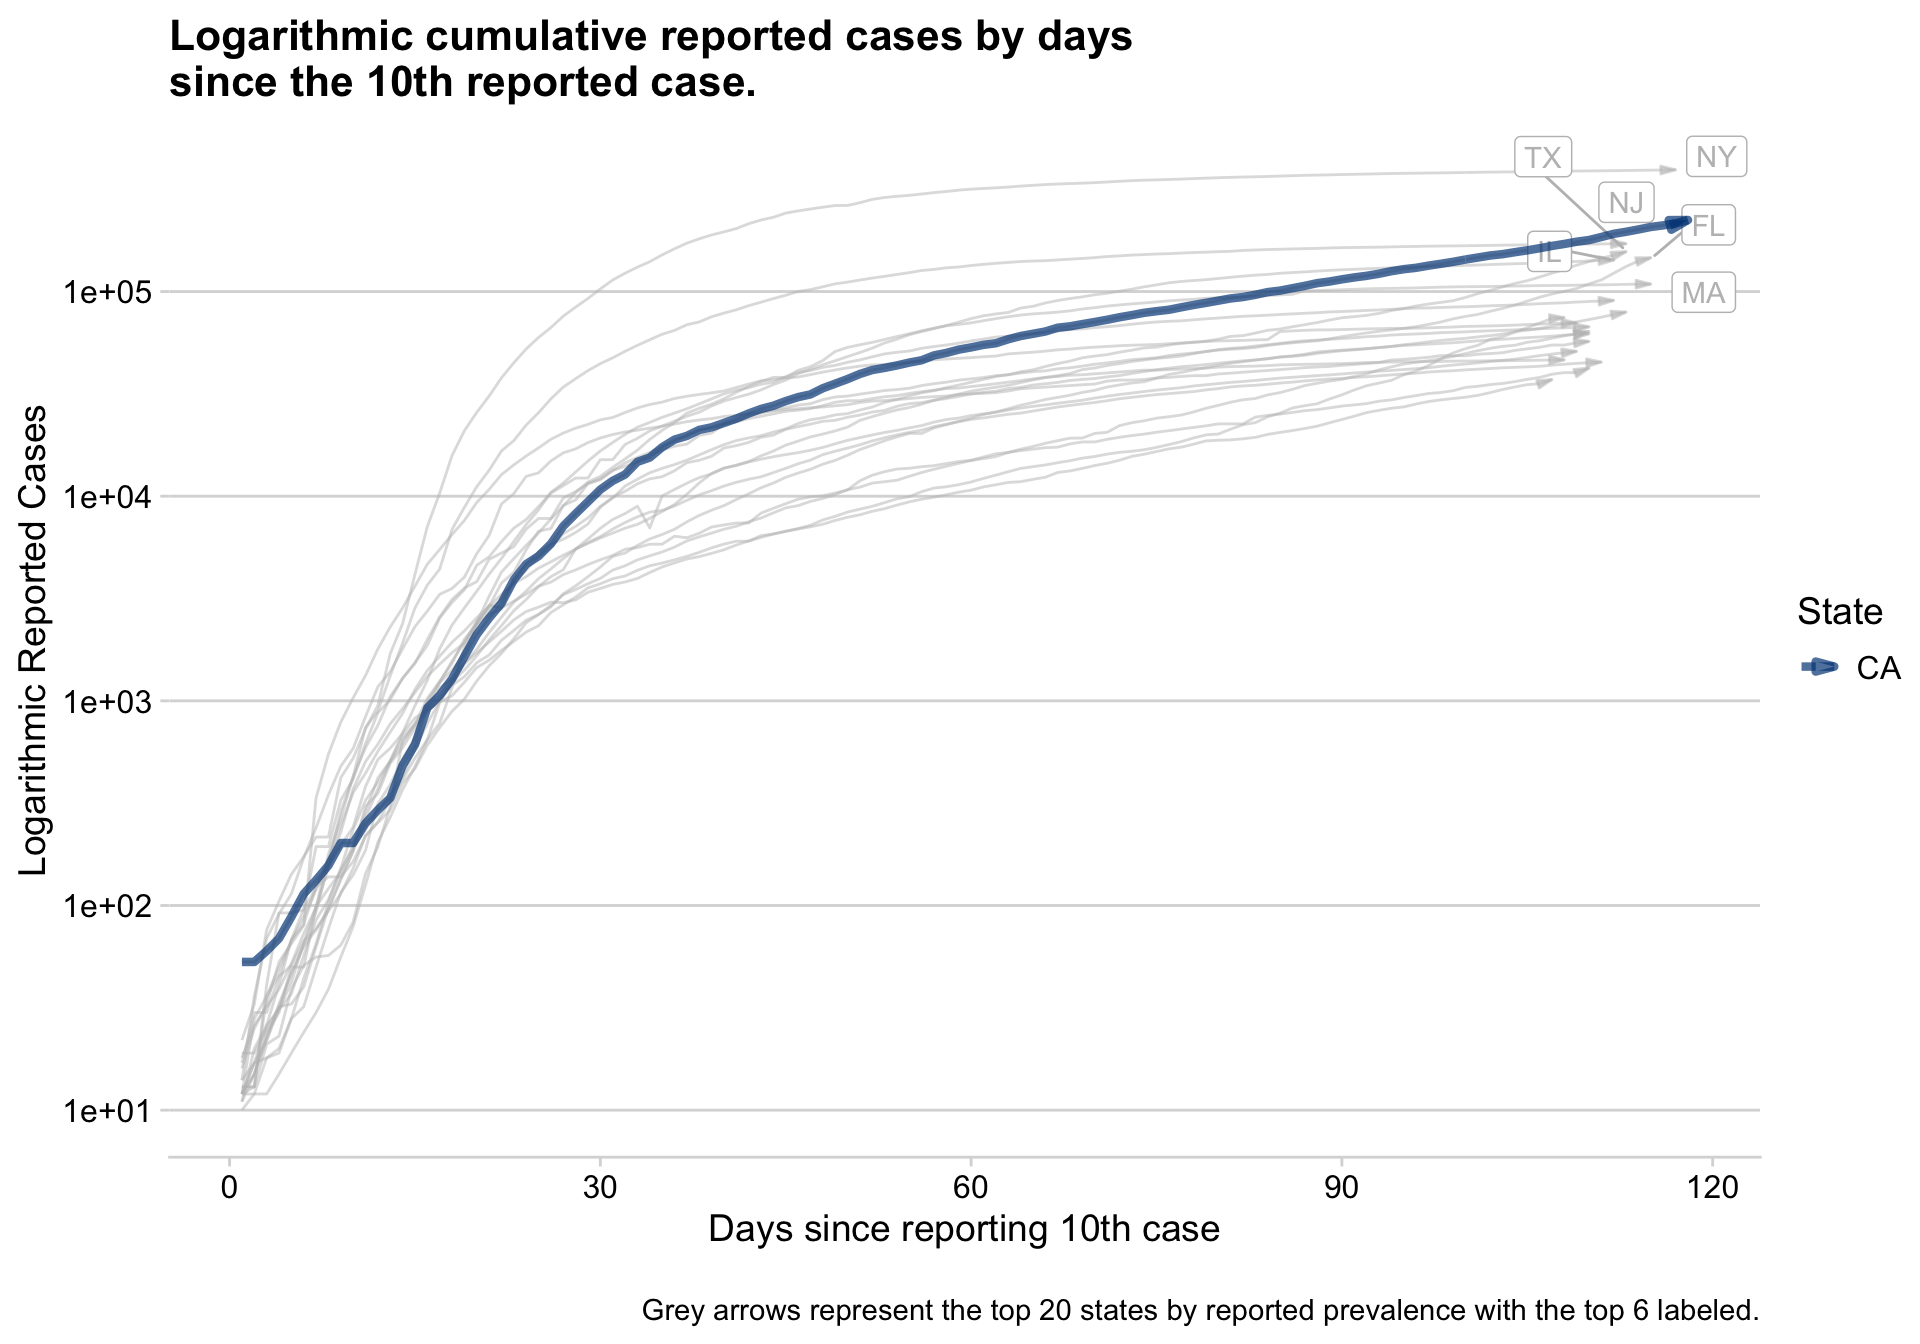 Logarithmic cumulative reported cases by days
since the 10th reported case.
TX
NY
NJ
FL
IL
MA
1e+05
1e+04
1e+03
1e+02
1e+01
Logarithmic Reported Cases
State
CA
0 30 60 90 120
Days since reporting 10th case
Grey arrows represent the top 20 states by reported prevalence with the top 6 labeled.